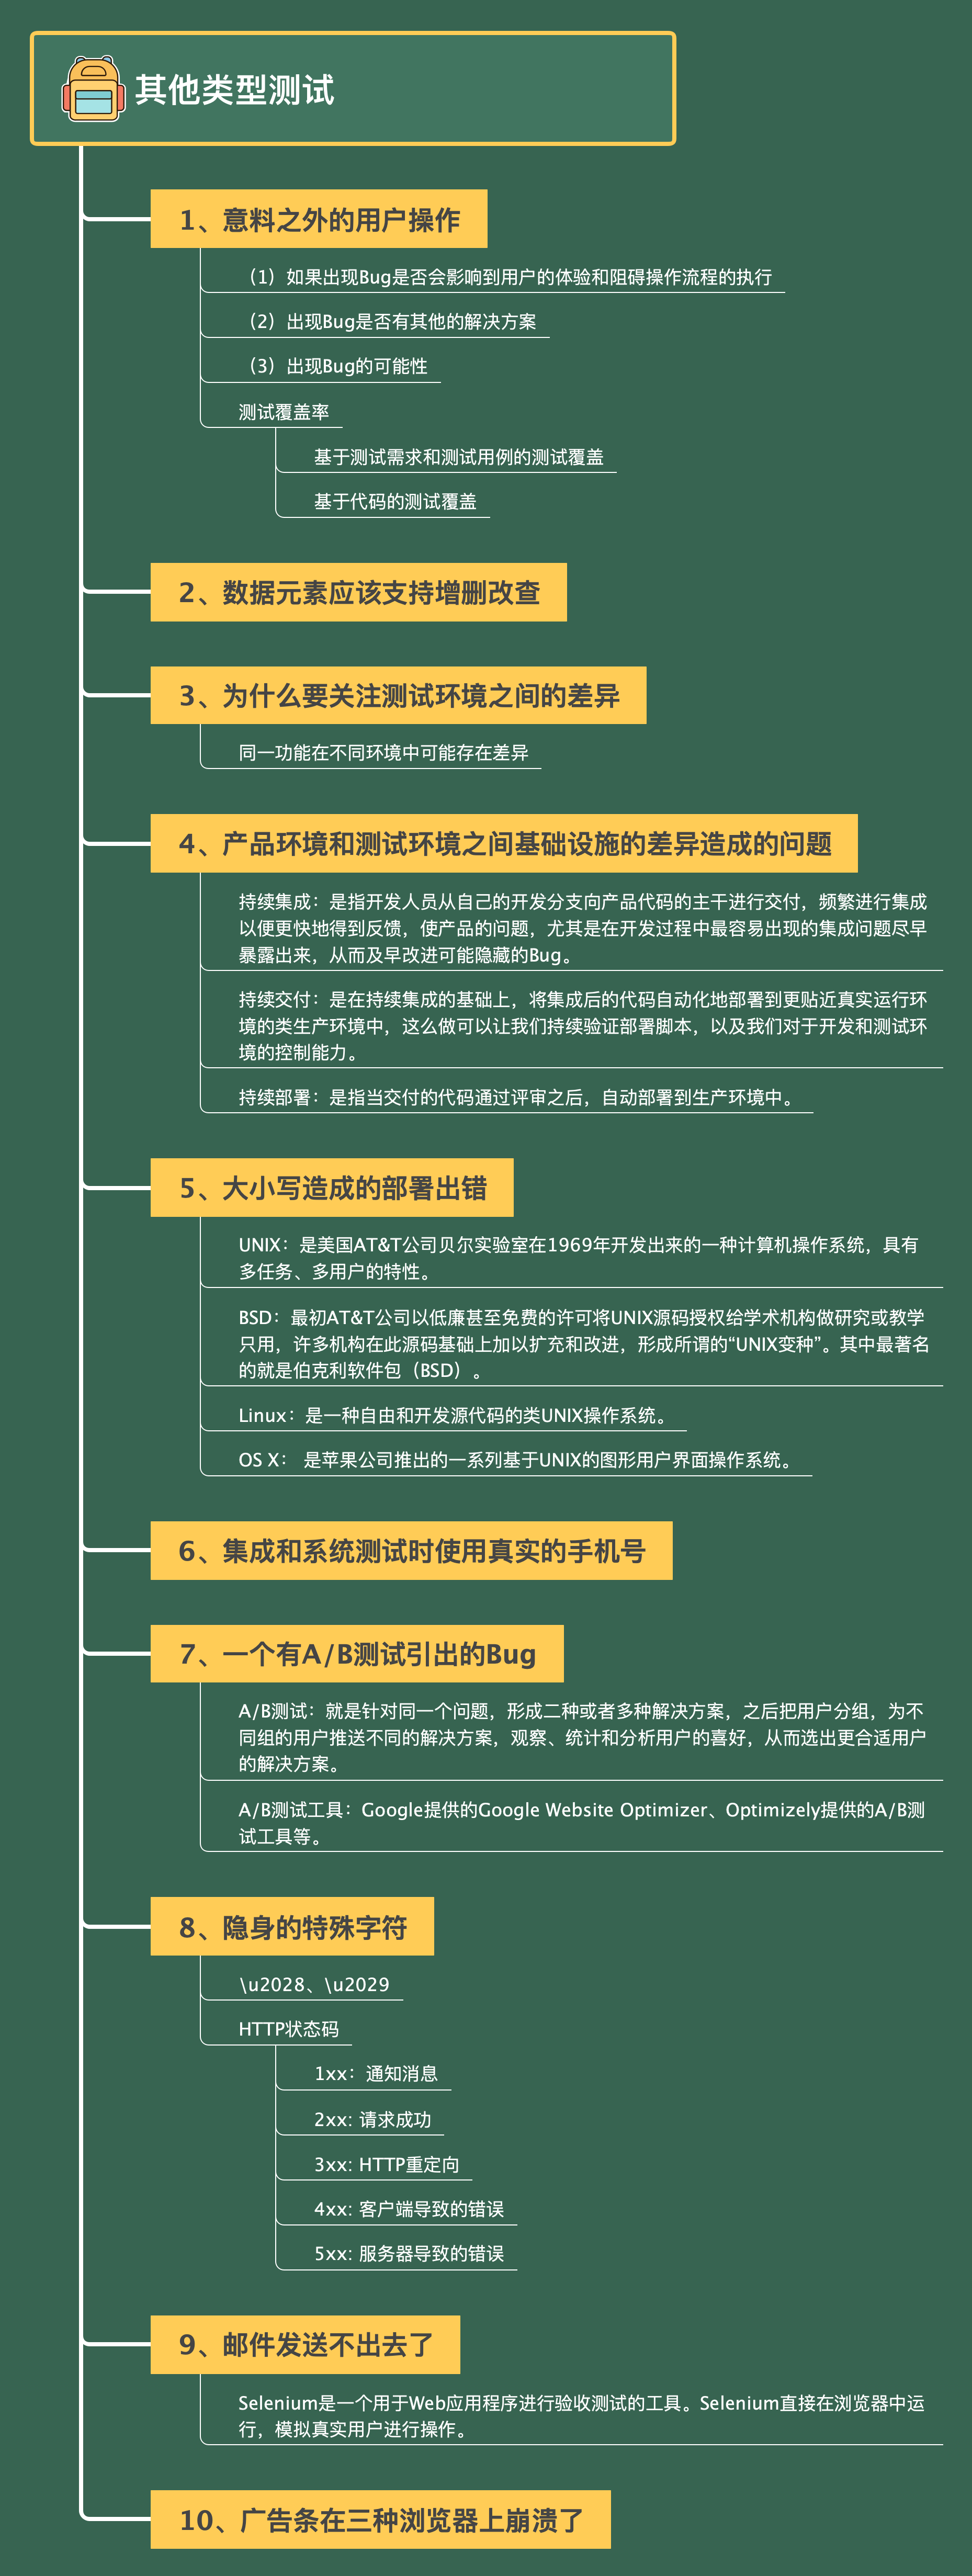 其他类型测试
1、意料之外的用户操作
（1）如果出现Bug是否会影响到用户的体验和阻碍操作流程的执行
（2）出现Bug是否有其他的解决方案
（3）出现Bug的可能性
测试覆盖率
基于测试需求和测试用例的测试覆盖
基于代码的测试覆盖
2、数据元素应该支持增删改查
3、为什么要关注测试环境之间的差异
同一功能在不同环境中可能存在差异
4、产品环境和测试环境之间基础设施的差异造成的问题
持续集成：是指开发人员从自己的开发分支向产品代码的主干进行交付，频繁进行集成
以便更快地得到反馈，使产品的问题，尤其是在开发过程中最容易出现的集成问题尽早
暴露出来，从而及早改进可能隐藏的Bug。
持续交付：是在持续集成的基础上，将集成后的代码自动化地部署到更贴近真实运行环
境的类生产环境中，这么做可以让我们持续验证部署脚本，以及我们对于开发和测试环
境的控制能力。
持续部署：是指当交付的代码通过评审之后，自动部署到生产环境中。
5、大小写造成的部署出错
UNIX：是美国AT&T公司贝尔实验室在1969年开发出来的一种计算机操作系统，具有
多任务、多用户的特性。
BSD：最初AT&T公司以低廉甚至免费的许可将UNIX源码授权给学术机构做研究或教学
只用，许多机构在此源码基础上加以扩充和改进，形成所谓的“UNIX变种”。其中最著名
的就是伯克利软件包（BSD）。
Linux：是一种自由和开发源代码的类UNIX操作系统。
OS X： 是苹果公司推出的一系列基于UNIX的图形用户界面操作系统。
6、集成和系统测试时使用真实的手机号
7、一个有A/B测试引出的Bug
A/B测试：就是针对同一个问题，形成二种或者多种解决方案，之后把用户分组，为不
同组的用户推送不同的解决方案，观察、统计和分析用户的喜好，从而选出更合适用户
的解决方案。
A/B测试工具：Google提供的Google Website Optimizer、Optimizely提供的A/B测
试工具等。
8、隐身的特殊字符
\u2028、\u2029
HTTP状态码
1xx：通知消息
2xx: 请求成功
3xx: HTTP重定向
4xx: 客户端导致的错误
5xx: 服务器导致的错误
9、邮件发送不出去了
Selenium是一个用于Web应用程序进行验收测试的工具。Selenium直接在浏览器中运
行，模拟真实用户进行操作。
10、广告条在三种浏览器上崩溃了